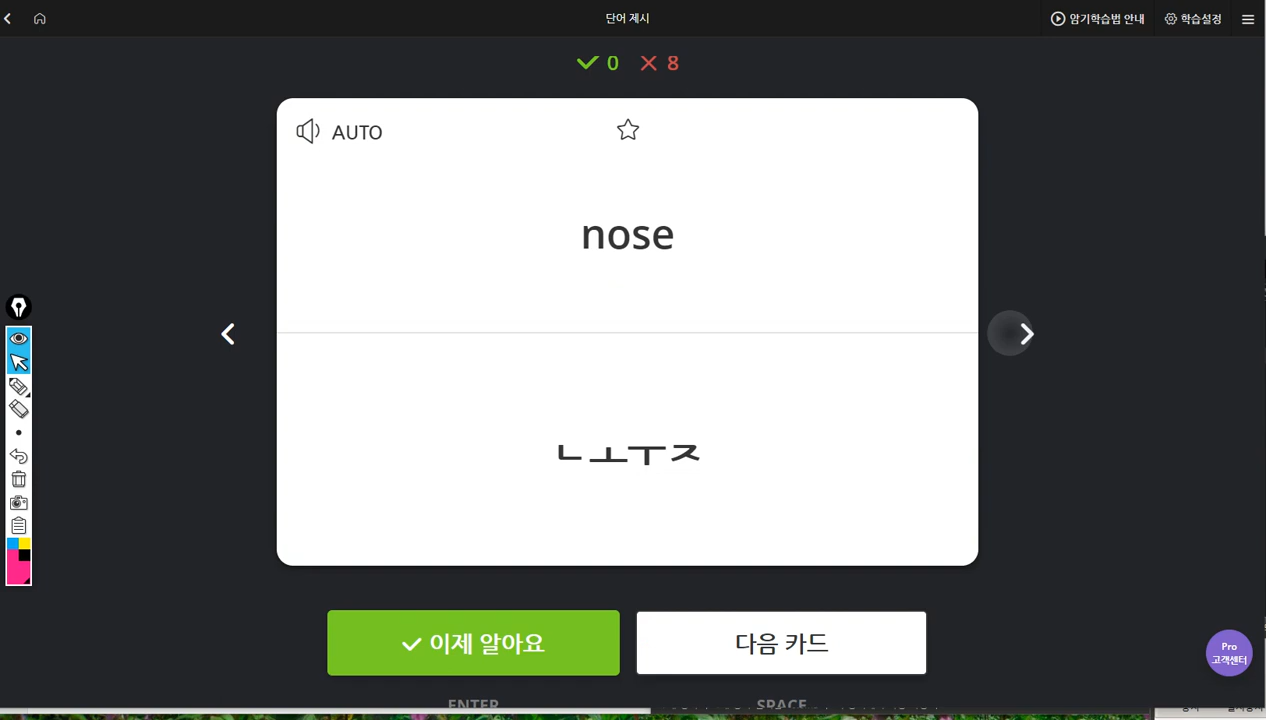 단어 제시
암기학습법 안내
학습설정
0
8
AUTO
nose
ㄴㅗㅜㅈ
이제 알아요
다음 카드
ENTER
SPACE
Pro
고객센터